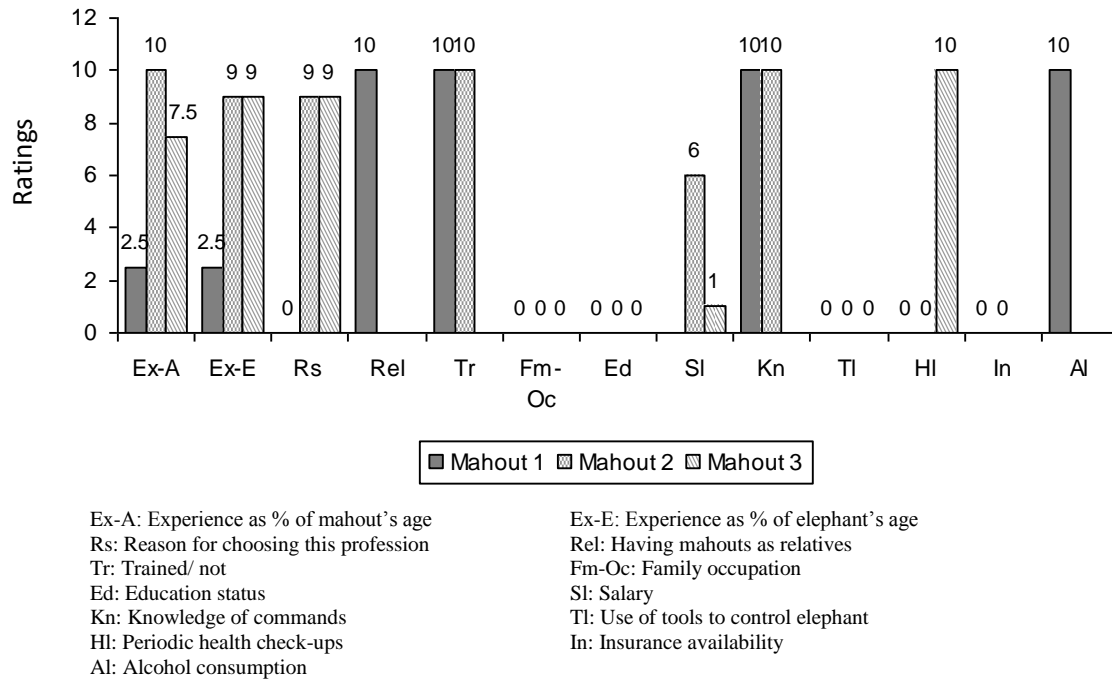 12
10
8
6
4
2
0
Ratings
2.5 10 7.5
2.5 9 9
0 9 9
10
10 10
0 0 0
0 0 0
6 1
10 10
0 0 0
0 0 10
0 0
10
Ex-A Ex-E Rs Rel Tr Fm- Ed Sl Kn Tl Hl In Al
Oc
Mahout 1 Mahout 2 Mahout 3
Ex-A: Experience as % of mahout's age Ex-E: Experience as % of elephant's age
Rs: Reason for choosing this profession Rel: Having mahouts as relatives
Tr: Trained/ not Fm-Oc: Family occupation
Ed: Education status Sl: Salary
Kn: Knowledge of commands Tl: Use of tools to control elephant
Hl: Periodic health check-ups In: Insurance availability
Al: Alcohol consumption